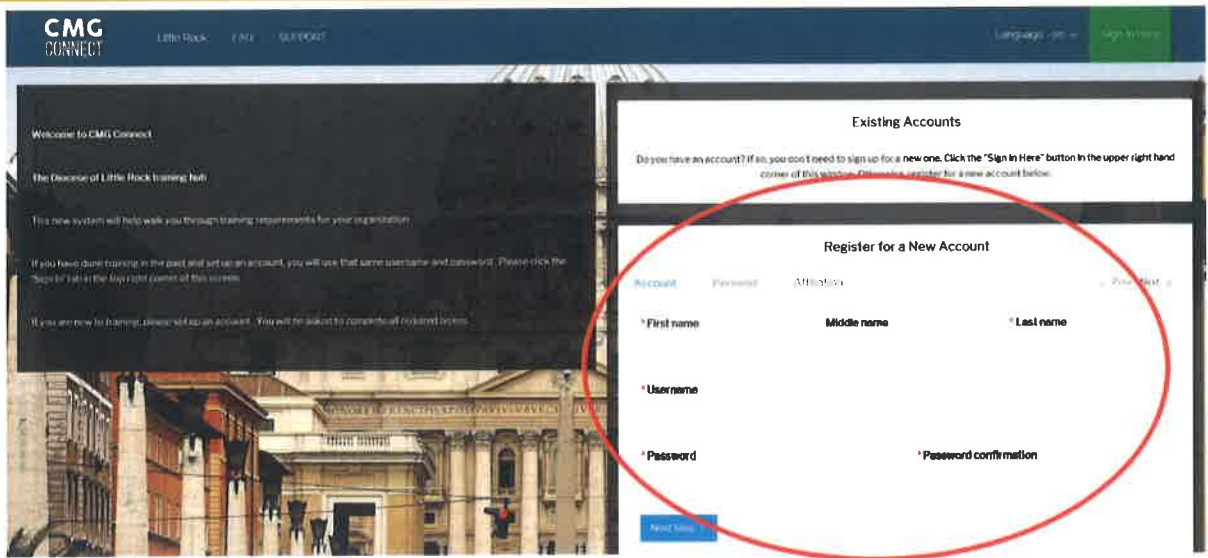 CMG
CONNECT
Little Rock FAQ SUPPORT
Language - en
Sign In Here
Welcome to CMG Connect
The Diocese of Little Rock training hub
This new system will help walk you through training requirements for your organization
If you have done training in the past and set up an account, you will use that same username and password. Please click the
"Sign In" tab in the top right corner of this screen.
If you are new to training, please set up an account. You will be asked to complete all required boxes.
Existing Accounts
Do you have an account? If so, you don't need to sign up for a new one. Click the "Sign In Here" button in the upper right hand
corner of this window. Otherwise, register for a new account below.
Register for a New Account
Account Personal Affiliation Prev Next
*First name Middle name *Last name
*Username
*Password *Password confirmation
Next Step